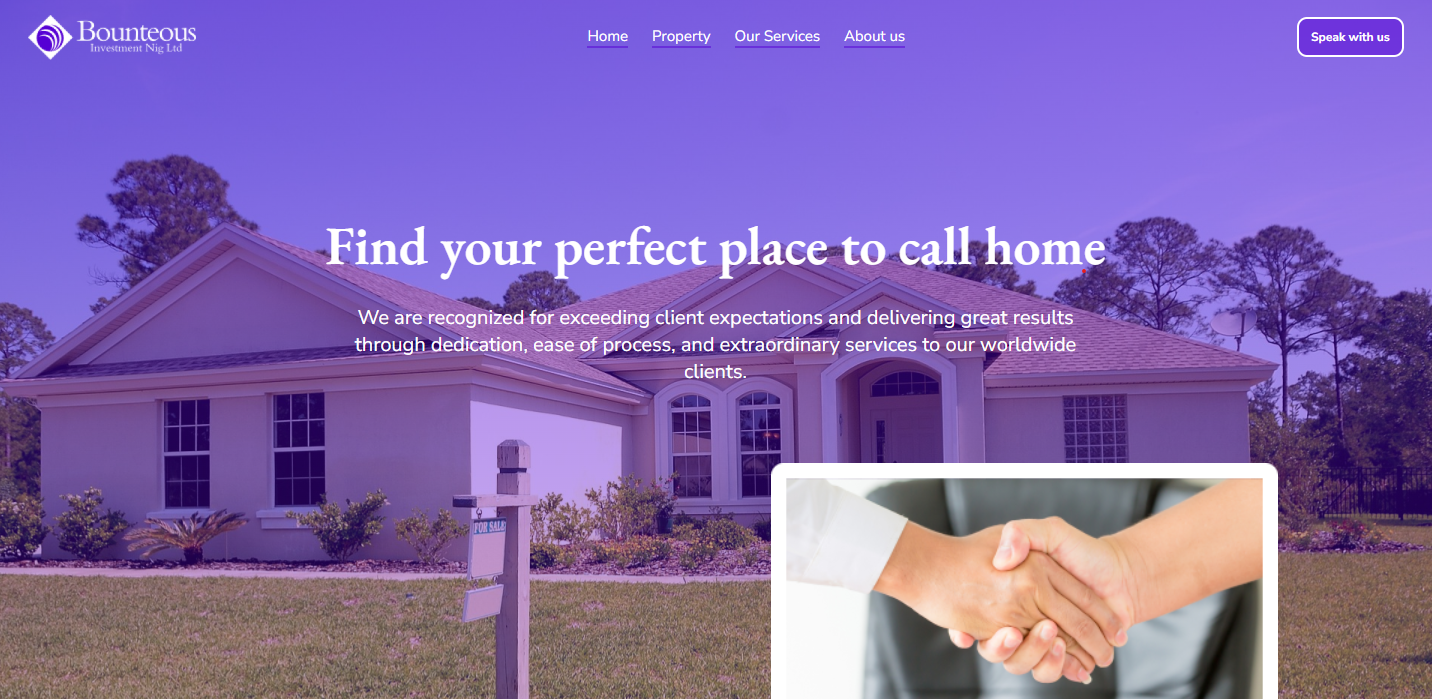 Bounteous
Investment Nig Ltd
Home
Property
Our Services
About us
Speak with us
Find your perfect place to call home
We are recognized for exceeding client expectations and delivering great results
through dedication, ease of process, and extraordinary services to our worldwide
clients.
FOR SALE